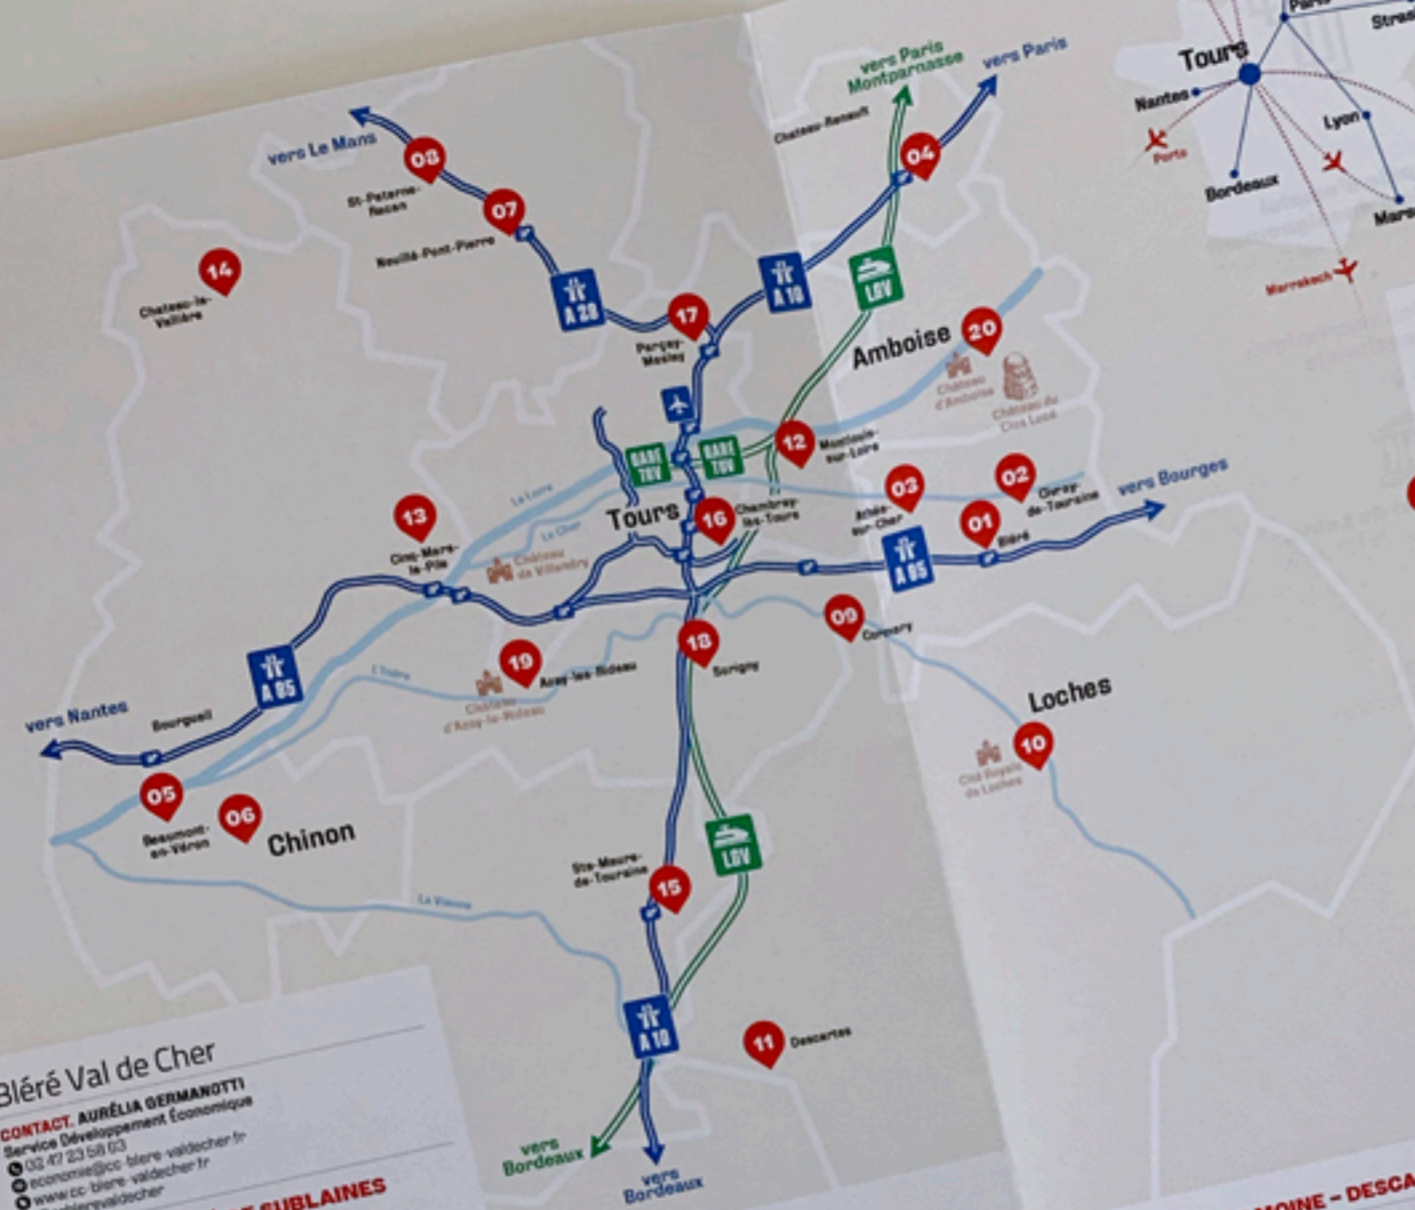 vers Paris
Montparnasse
vers Paris
Paris
Tours
Nantes
Lyon
Porto
Bordeaux
Marrakech
vers Le Mans
08
St-Paterne-
Racan
07
Neuillé-Pont-Pierre
Chateau-Renault
04
14
Chateau-la-
Vallière
A 28
A 10
LGV
17
Parçay-
Meslay
Amboise
20
Château
d'Amboise
Château du
Clos Lucé
GARE
TGV
GARE
TGV
12
Montlouis-
sur-Loire
La Loire
Le Cher
13
Cinq-Mars-
la-Pile
Tours
16
Chambray-
lès-Tours
03
Athée-
sur-Cher
02
Civray-
de-Touraine
01
Bléré
vers Bourges
A 85
Château
de Villandry
09
Cormery
18
Sorigny
19
Azay-les-Rideau
Château
d'Azay-le-Rideau
L'Indre
A 85
vers Nantes
Bourgueil
Loches
10
Cité Royale
de Loches
05
Beaumont-
en-Véron
06
Chinon
LGV
Ste-Maure-
de-Touraine
15
La Vienne
A 10
11
Descartes
vers
Bordeaux
vers
Bordeaux
Bléré Val de Cher
CONTACT. AURÉLIA GERMANOTTI
Service Développement Économique
02 47 23 58 63
economie@cc-blere-valdecher.fr
www.cc-blere-valdecher.fr
SUBLAINES